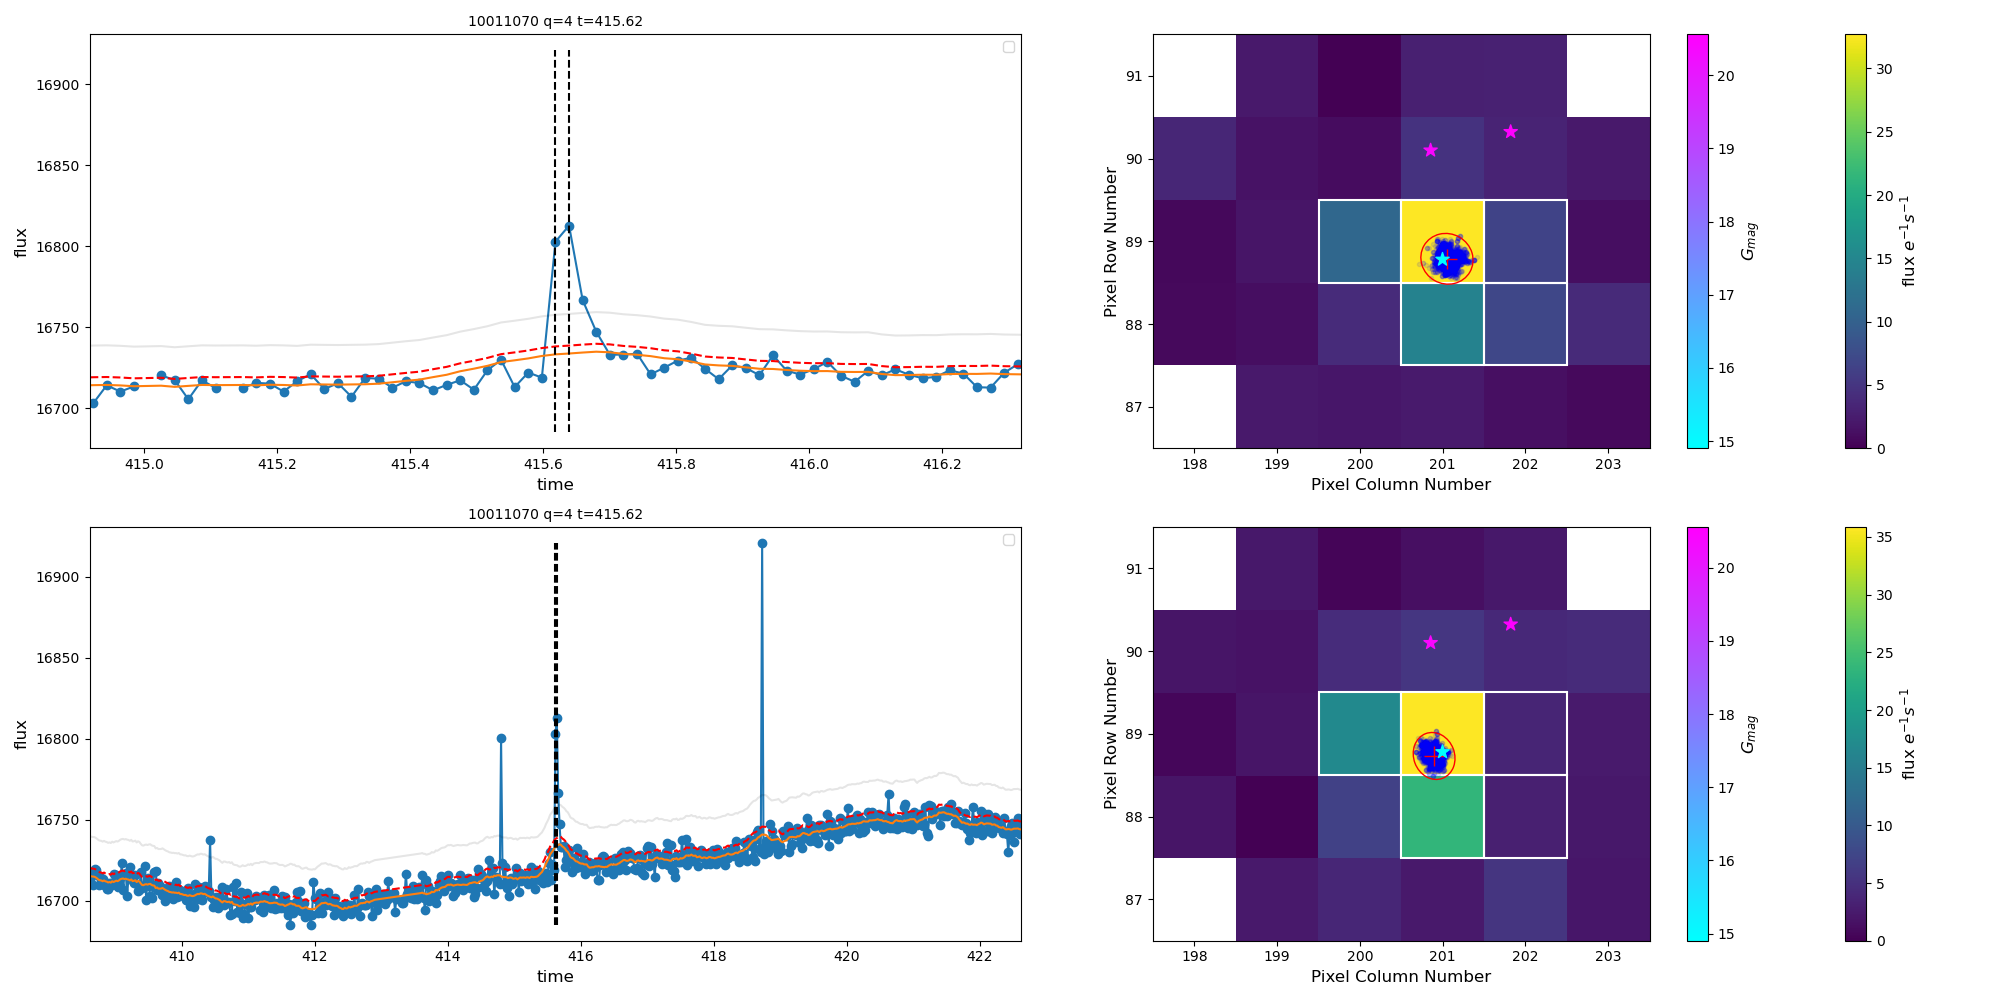 10011070 q=4 t=415.62
flux
16900
16850
16800
16750
16700
415.0 415.2 415.4 415.6 415.8 416.0 416.2
time
Pixel Row Number
91
90
89
88
87
198 199 200 201 202 203
Pixel Column Number
20
19
18
17
16
15
Gmag
30
25
20
15
10
5
0
flux e⁻¹s⁻¹
10011070 q=4 t=415.62
flux
16900
16850
16800
16750
16700
410 412 414 416 418 420 422
time
Pixel Row Number
91
90
89
88
87
198 199 200 201 202 203
Pixel Column Number
20
19
18
17
16
15
Gmag
35
30
25
20
15
10
5
0
flux e⁻¹s⁻¹